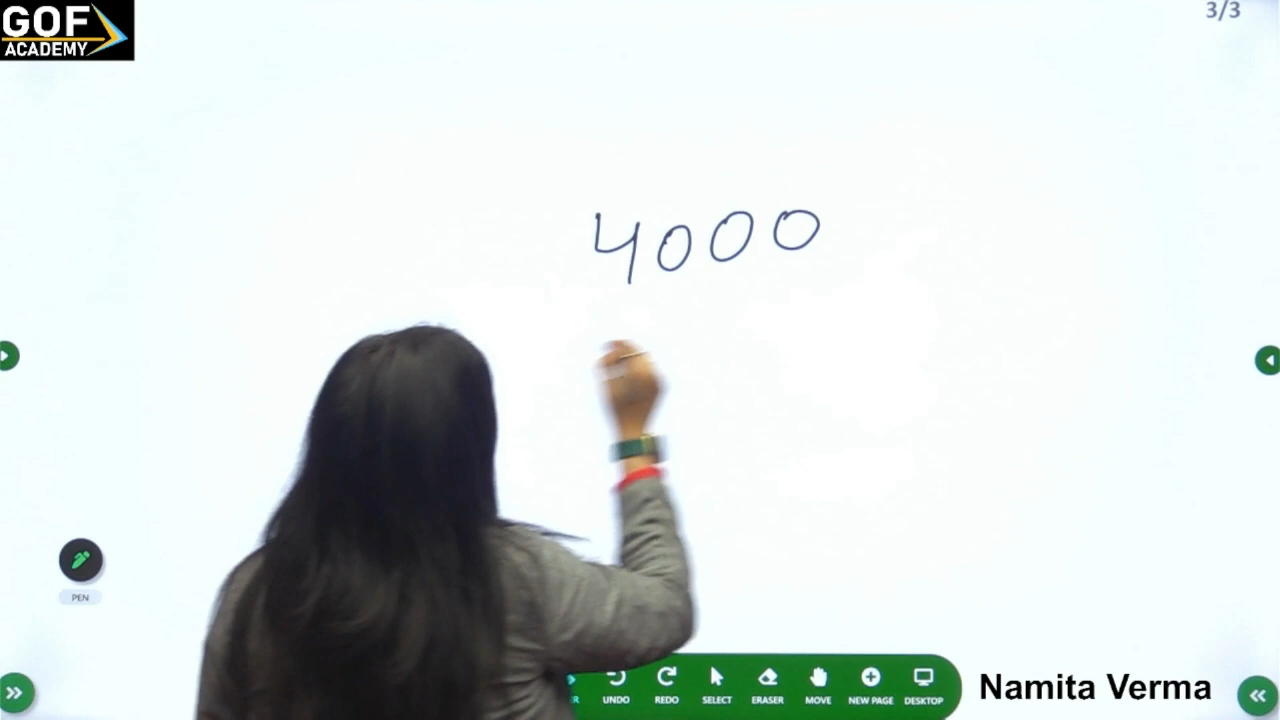 GOF
ACADEMY
3/3
4000
PEN
UNDO
REDO
SELECT
ERASER
MOVE
NEW PAGE
DESKTOP
Namita Verma